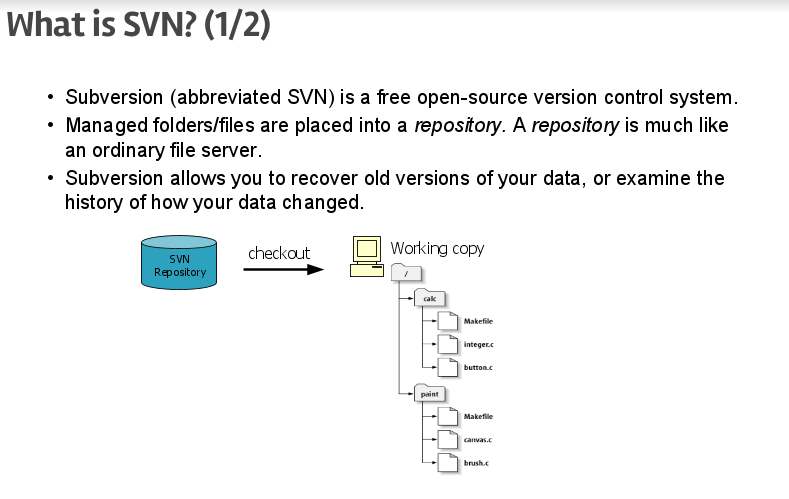 What is SVN? (1/2)
• Subversion (abbreviated SVN) is a free open-source version control system.
• Managed folders/files are placed into a repository. A repository is much like
an ordinary file server.
• Subversion allows you to recover old versions of your data, or examine the
history of how your data changed.
SVN
Repository
checkout
Working copy
/
calc
Makefile
integer.c
button.c
paint
Makefile
canvas.c
brush.c